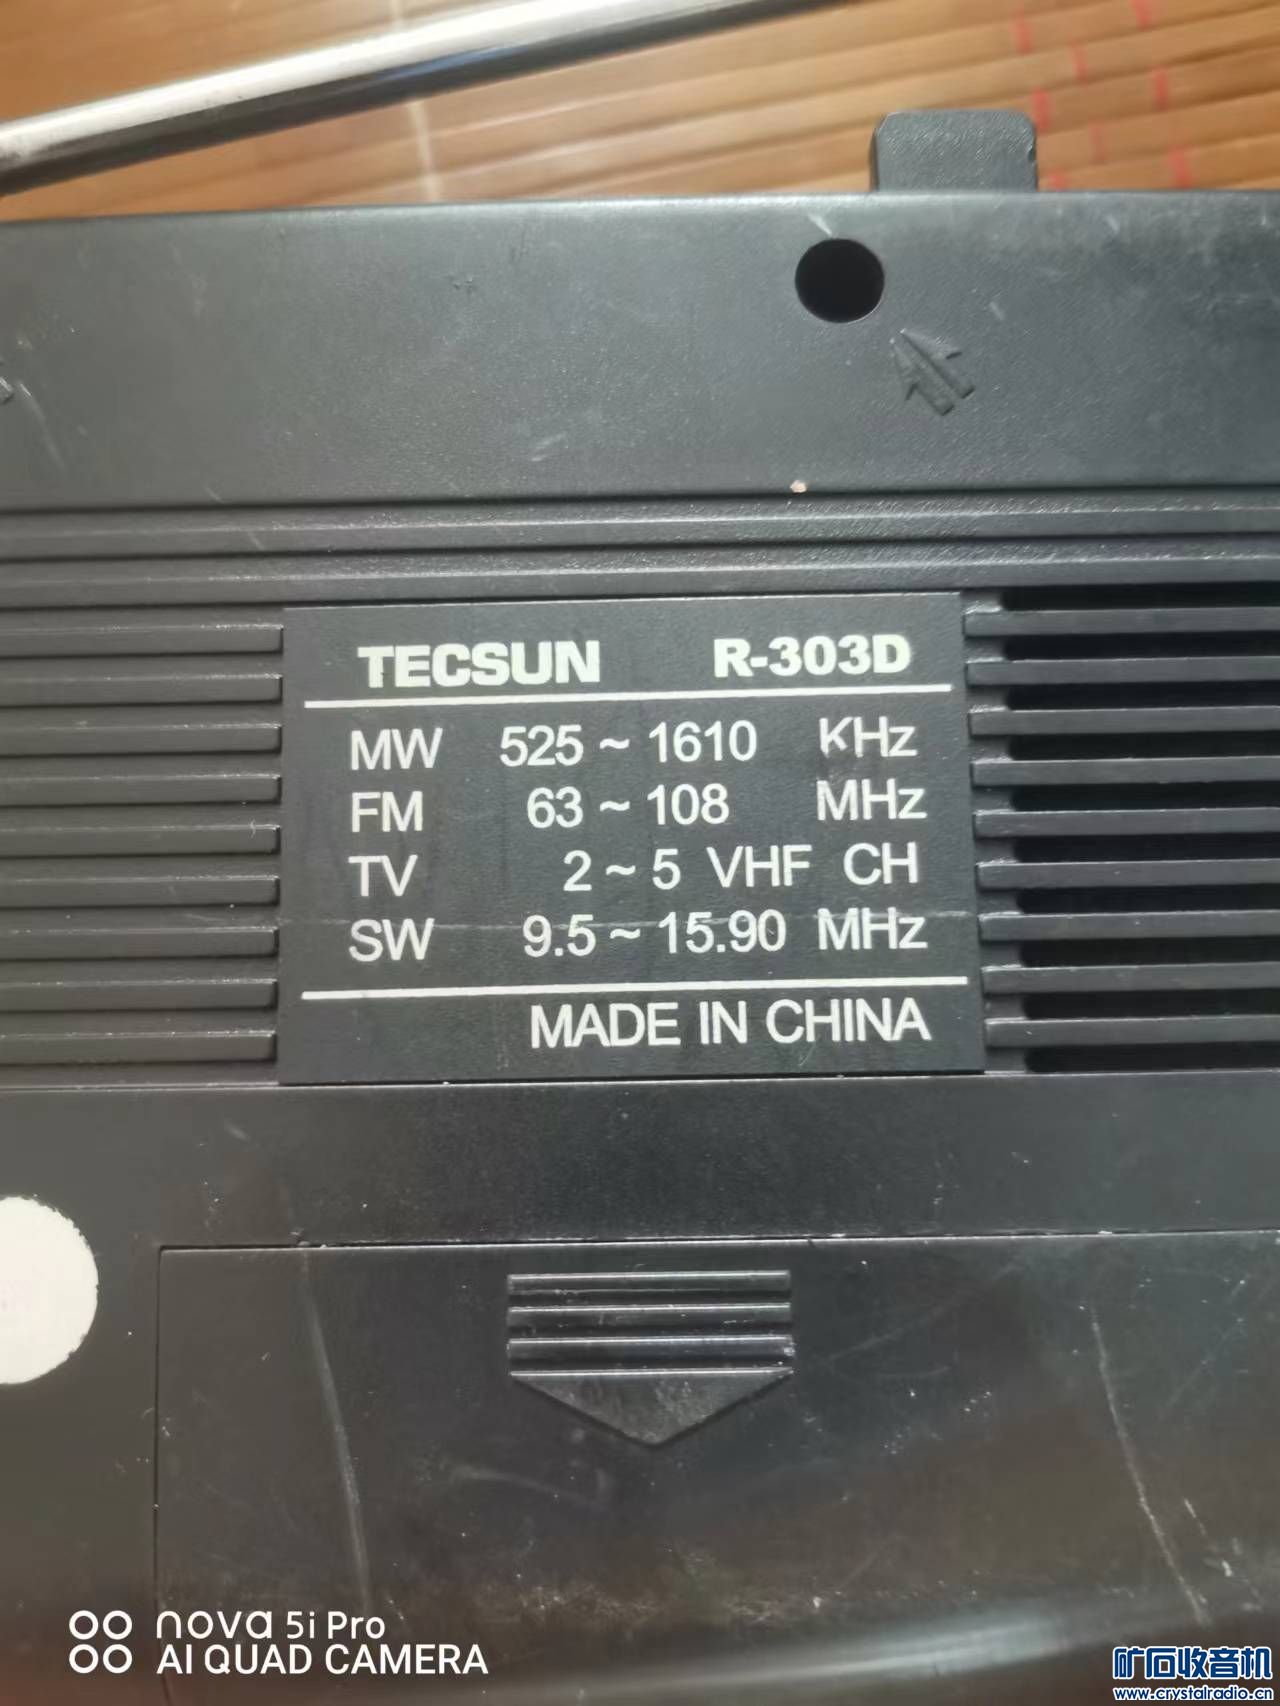 TECSUN R-303D
MW 525 ~ 1610 KHz
FM 63 ~ 108 MHz
TV 2 ~ 5 VHF CH
SW 9.5 ~ 15.90 MHz
MADE IN CHINA
nova 5i Pro
AI QUAD CAMERA
矿石收音机
www.crystalradio.cn